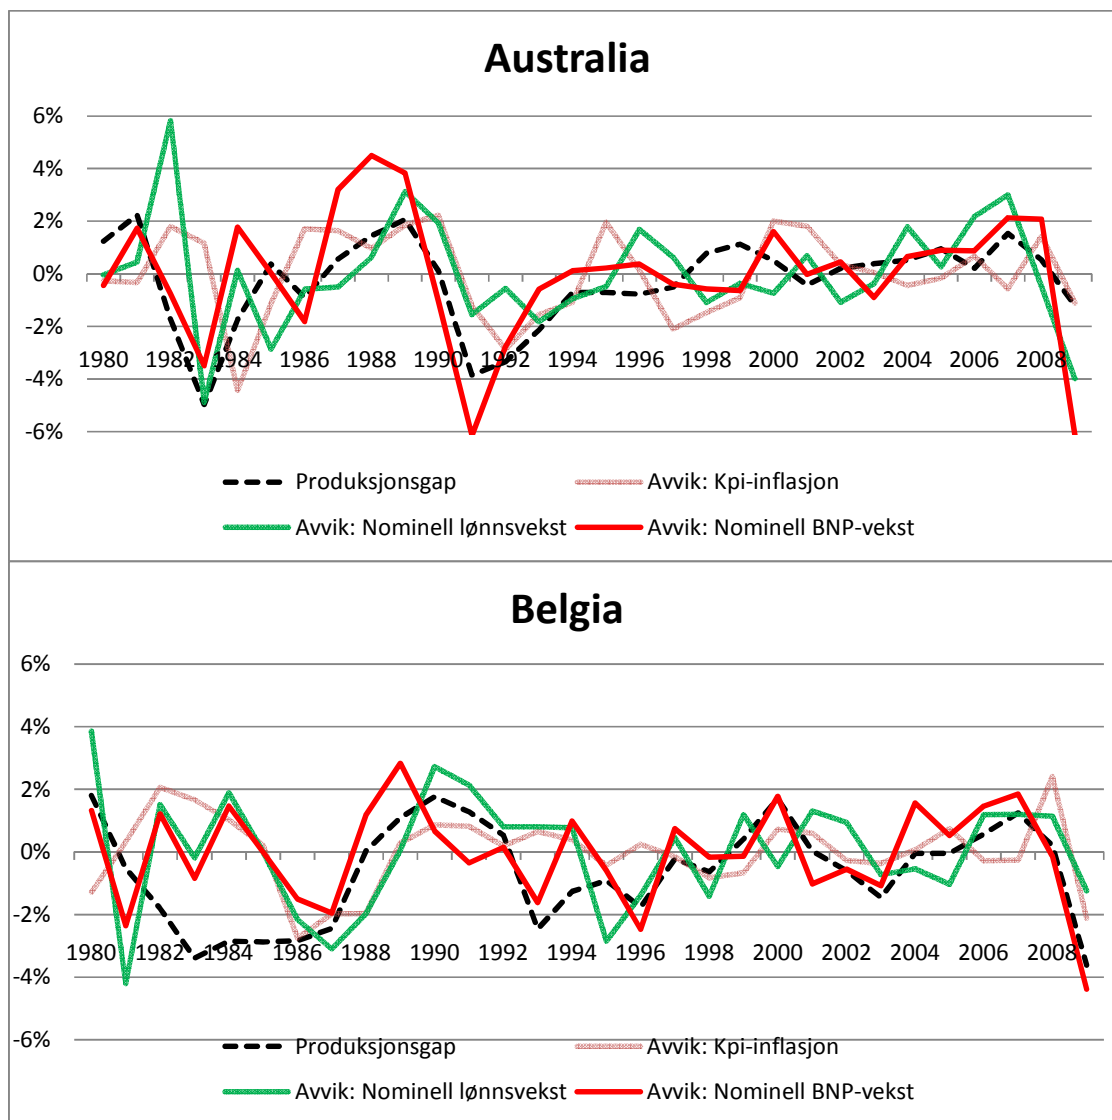 Australia
6%
4%
2%
0%
-2%
-4%
-6%
1980 1982 1984 1986 1988 1990 1992 1994 1996 1998 2000 2002 2004 2006 2008
Produksjonsgap Avvik: Kpi-inflasjon
Avvik: Nominell lønnsvekst Avvik: Nominell BNP-vekst
Belgia
6%
4%
2%
0%
-2%
-4%
-6%
1980 1982 1984 1986 1988 1990 1992 1994 1996 1998 2000 2002 2004 2006 2008
Produksjonsgap Avvik: Kpi-inflasjon
Avvik: Nominell lønnsvekst Avvik: Nominell BNP-vekst